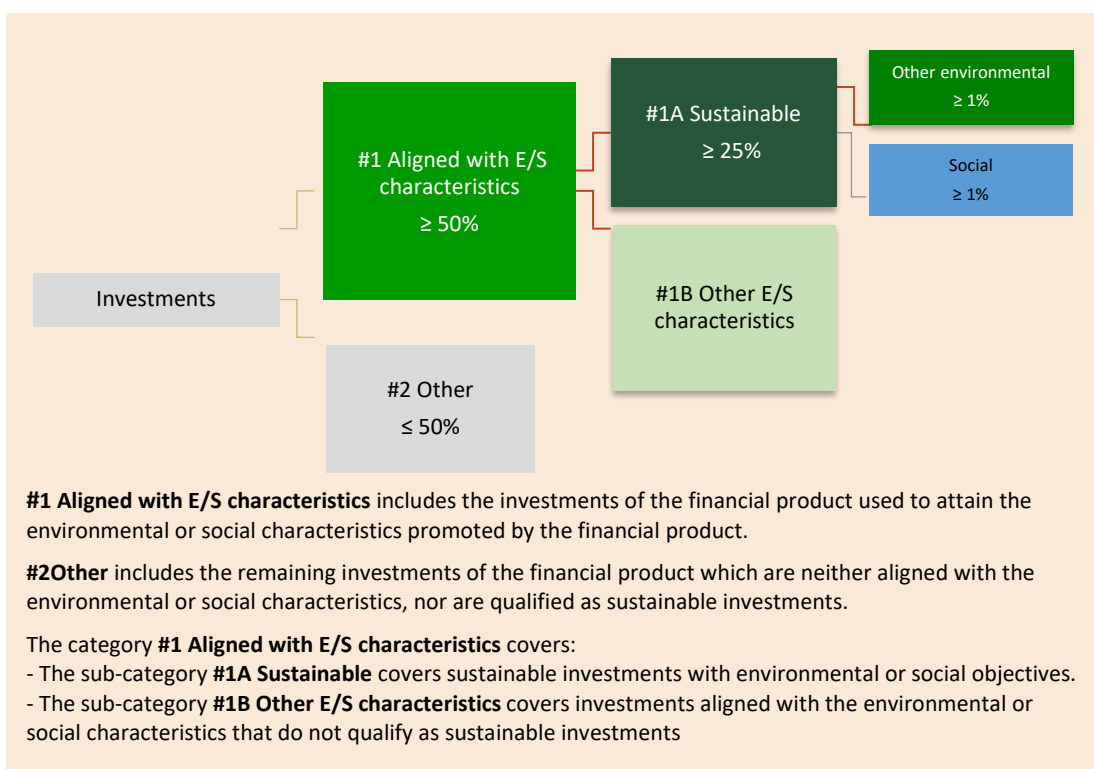 Other environmental
≥ 1%
#1A Sustainable
≥ 25%
#1 Aligned with E/S
characteristics
≥ 50%
Social
≥ 1%
Investments
#1B Other E/S
characteristics
#2 Other
≤ 50%
#1 Aligned with E/S characteristics includes the investments of the financial product used to attain the
environmental or social characteristics promoted by the financial product.
#2Other includes the remaining investments of the financial product which are neither aligned with the
environmental or social characteristics, nor are qualified as sustainable investments.
The category #1 Aligned with E/S characteristics covers:
- The sub-category #1A Sustainable covers sustainable investments with environmental or social objectives.
- The sub-category #1B Other E/S characteristics covers investments aligned with the environmental or
social characteristics that do not qualify as sustainable investments